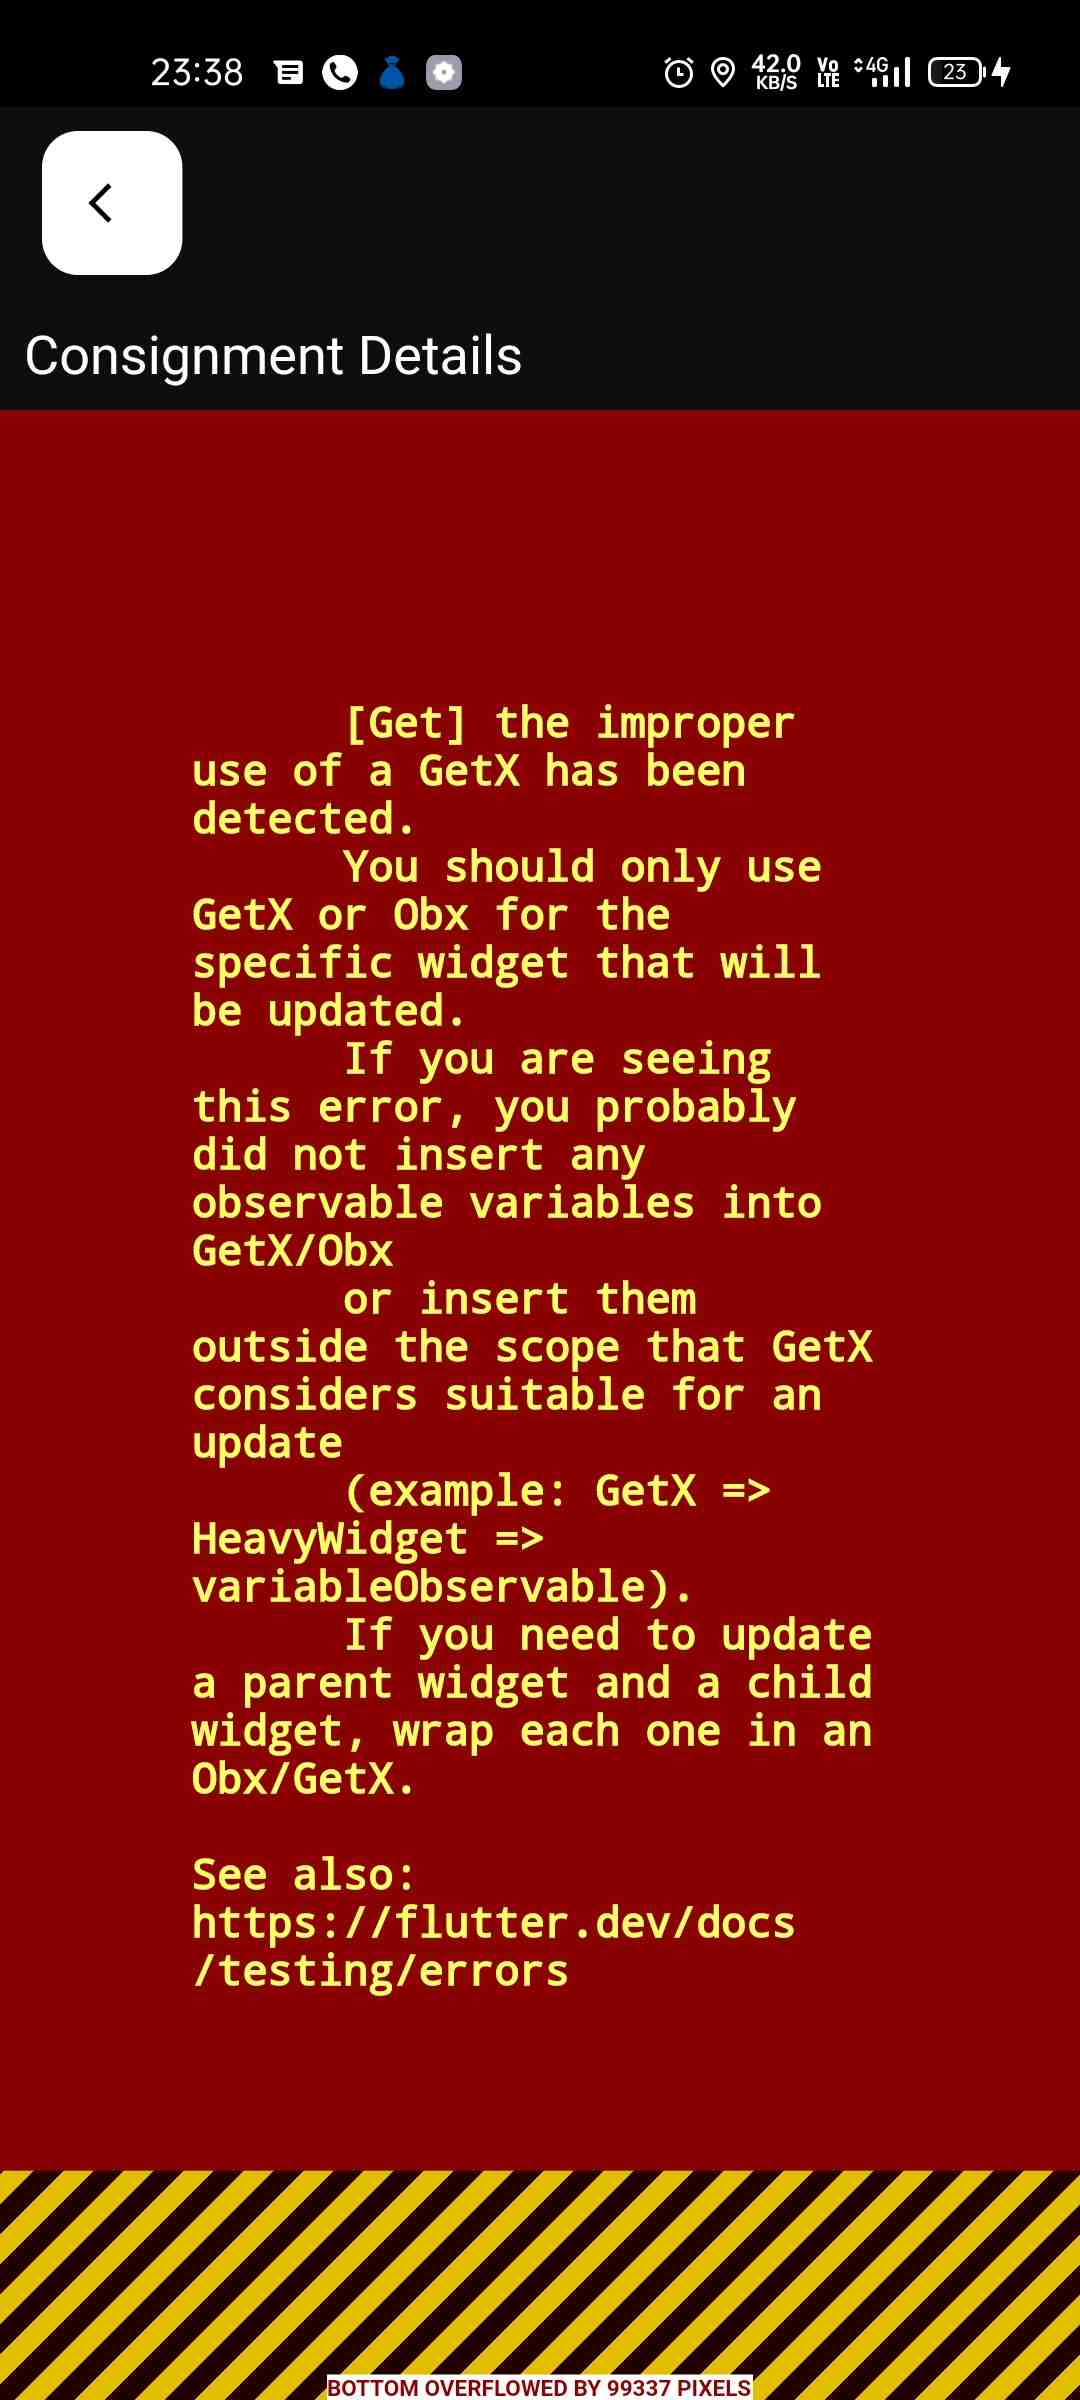 23:38 42.0 KB/S Vo LTE 4G 23
Consignment Details
[Get] the improper
use of a GetX has been
detected.
You should only use
GetX or Obx for the
specific widget that will
be updated.
If you are seeing
this error, you probably
did not insert any
observable variables into
GetX/Obx
or insert them
outside the scope that GetX
considers suitable for an
update
(example: GetX =>
HeavyWidget =>
variableObservable).
If you need to update
a parent widget and a child
widget, wrap each one in an
Obx/GetX.
See also:
https://flutter.dev/docs
/testing/errors
BOTTOM OVERFLOWED BY 99337 PIXELS